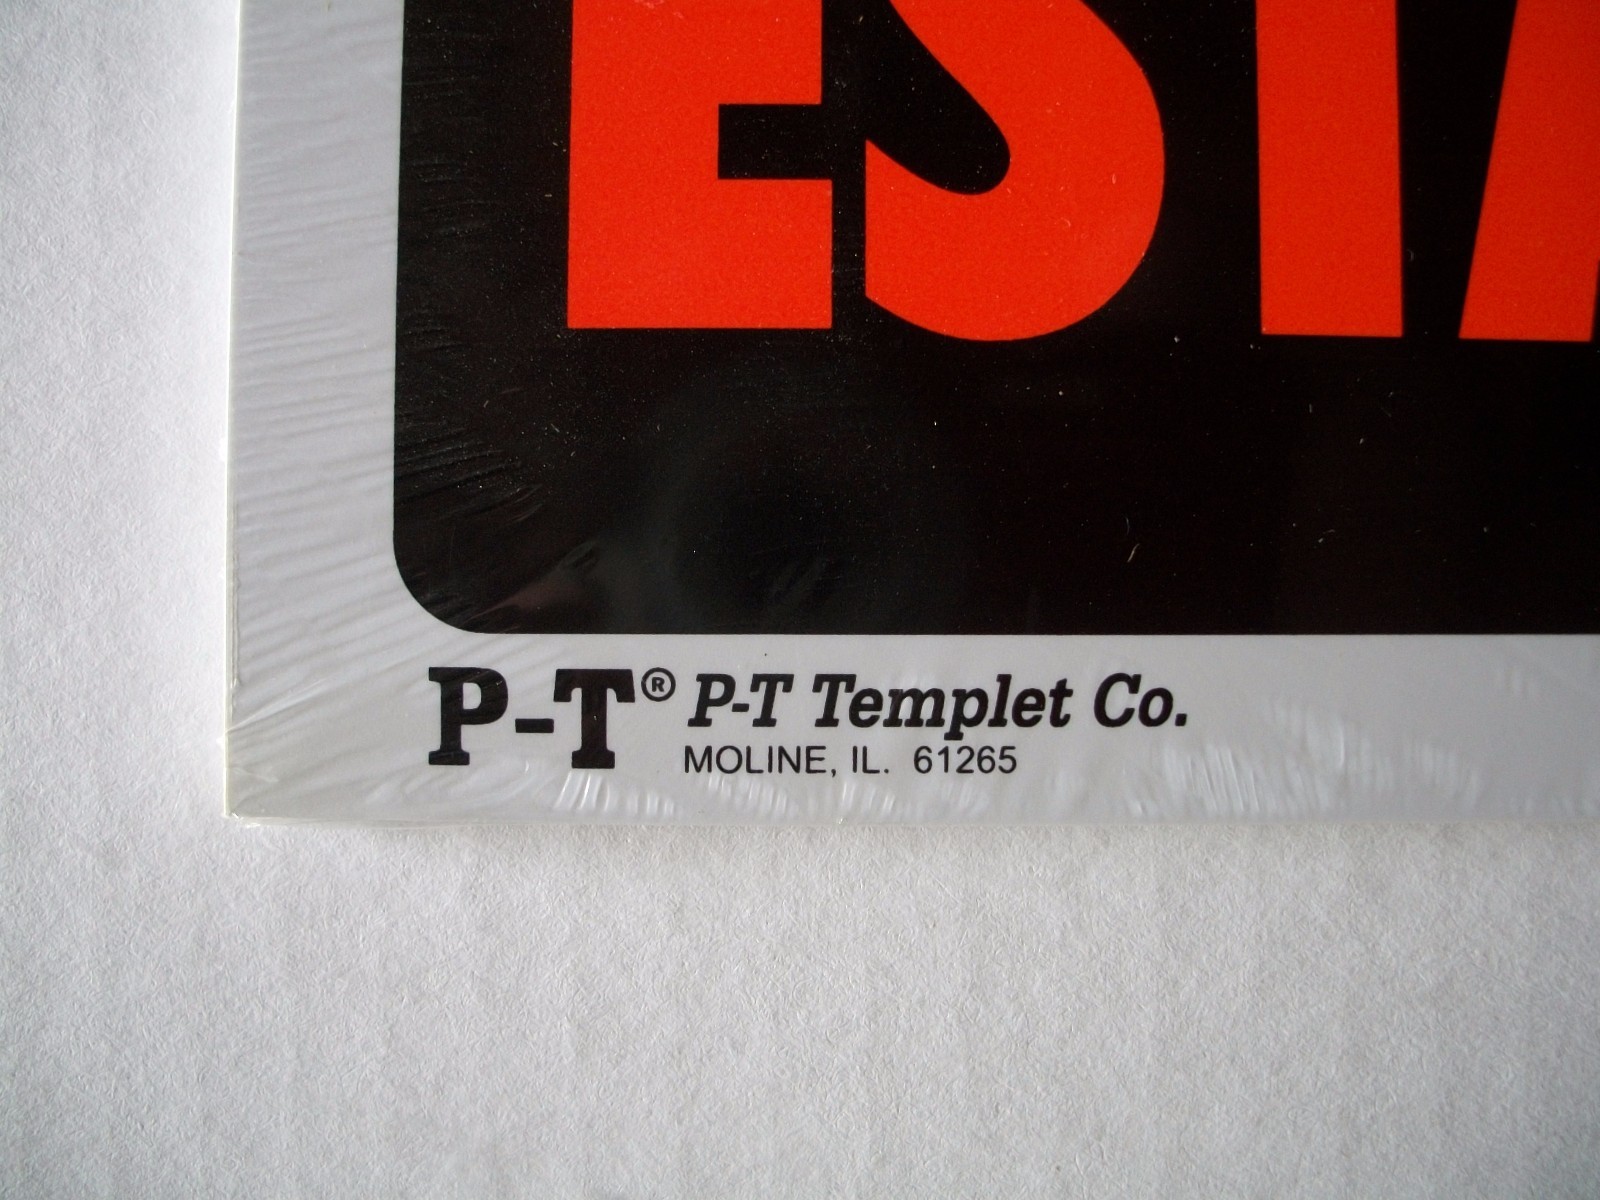 ESTA
P-T® P-T Templet Co.
MOLINE, IL. 61265